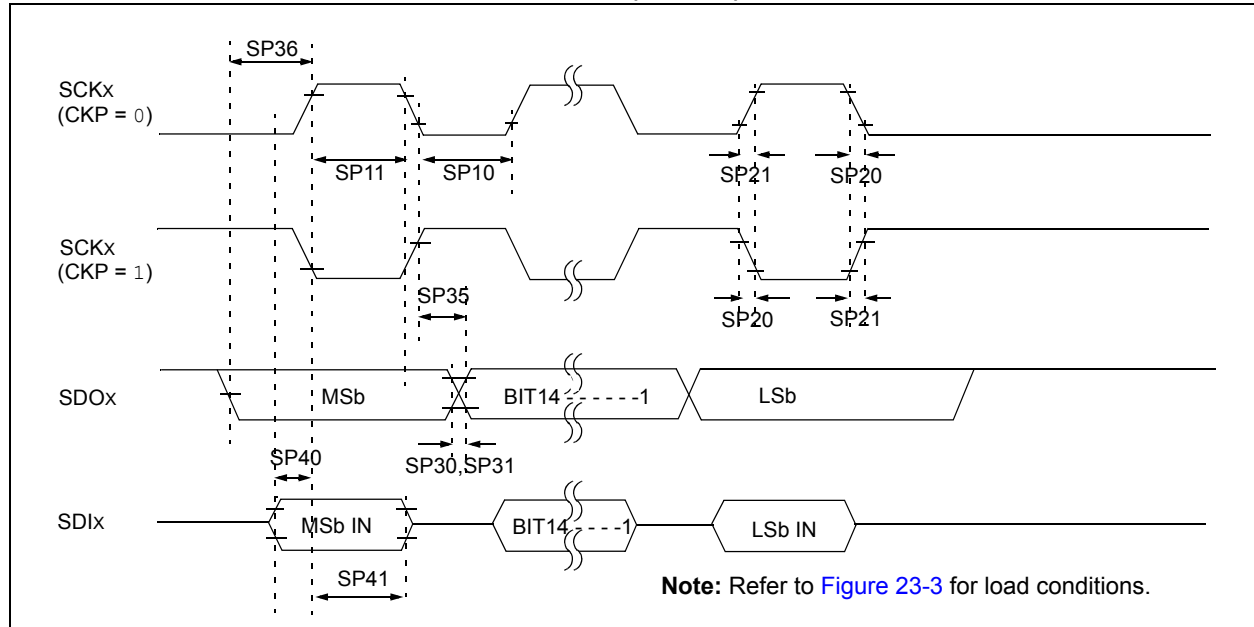 SP36
SCKx
(CKP = 0)
SP11
SP10
SP21
SP20
SCKx
(CKP = 1)
SP35
SP20
SP21
SDOx
MSb
BIT14 - - - - - -1
LSb
SP40
SP30,SP31
SDIx
MSb IN
BIT14 - - - -1
LSb IN
SP41
Note: Refer to Figure 23-3 for load conditions.